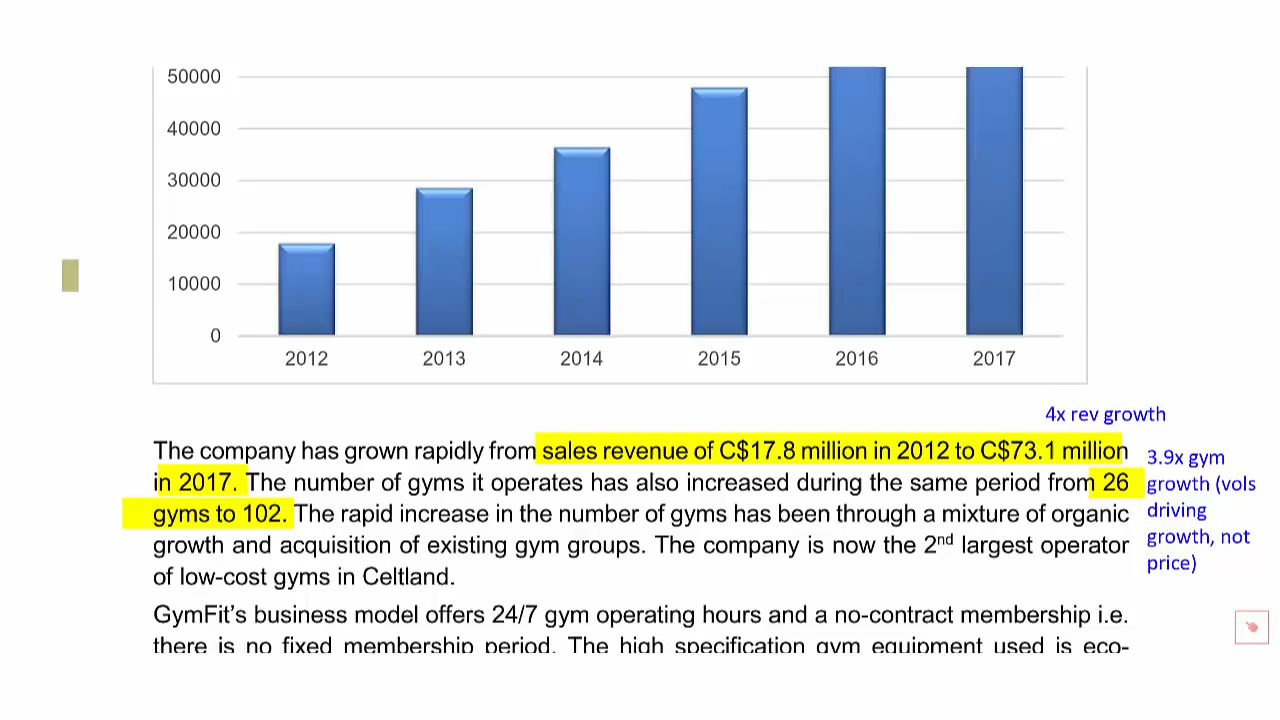 50000
40000
30000
20000
10000
0
2012 2013 2014 2015 2016 2017
4x rev growth
The company has grown rapidly from sales revenue of C$17.8 million in 2012 to C$73.1 million
in 2017. The number of gyms it operates has also increased during the same period from 26
gyms to 102. The rapid increase in the number of gyms has been through a mixture of organic
growth and acquisition of existing gym groups. The company is now the 2nd largest operator
of low-cost gyms in Celtland.
3.9x gym
growth (vols
driving
growth, not
price)
GymFit's business model offers 24/7 gym operating hours and a no-contract membership i.e.
there is no fixed membership period. The high specification gym equipment used is eco-